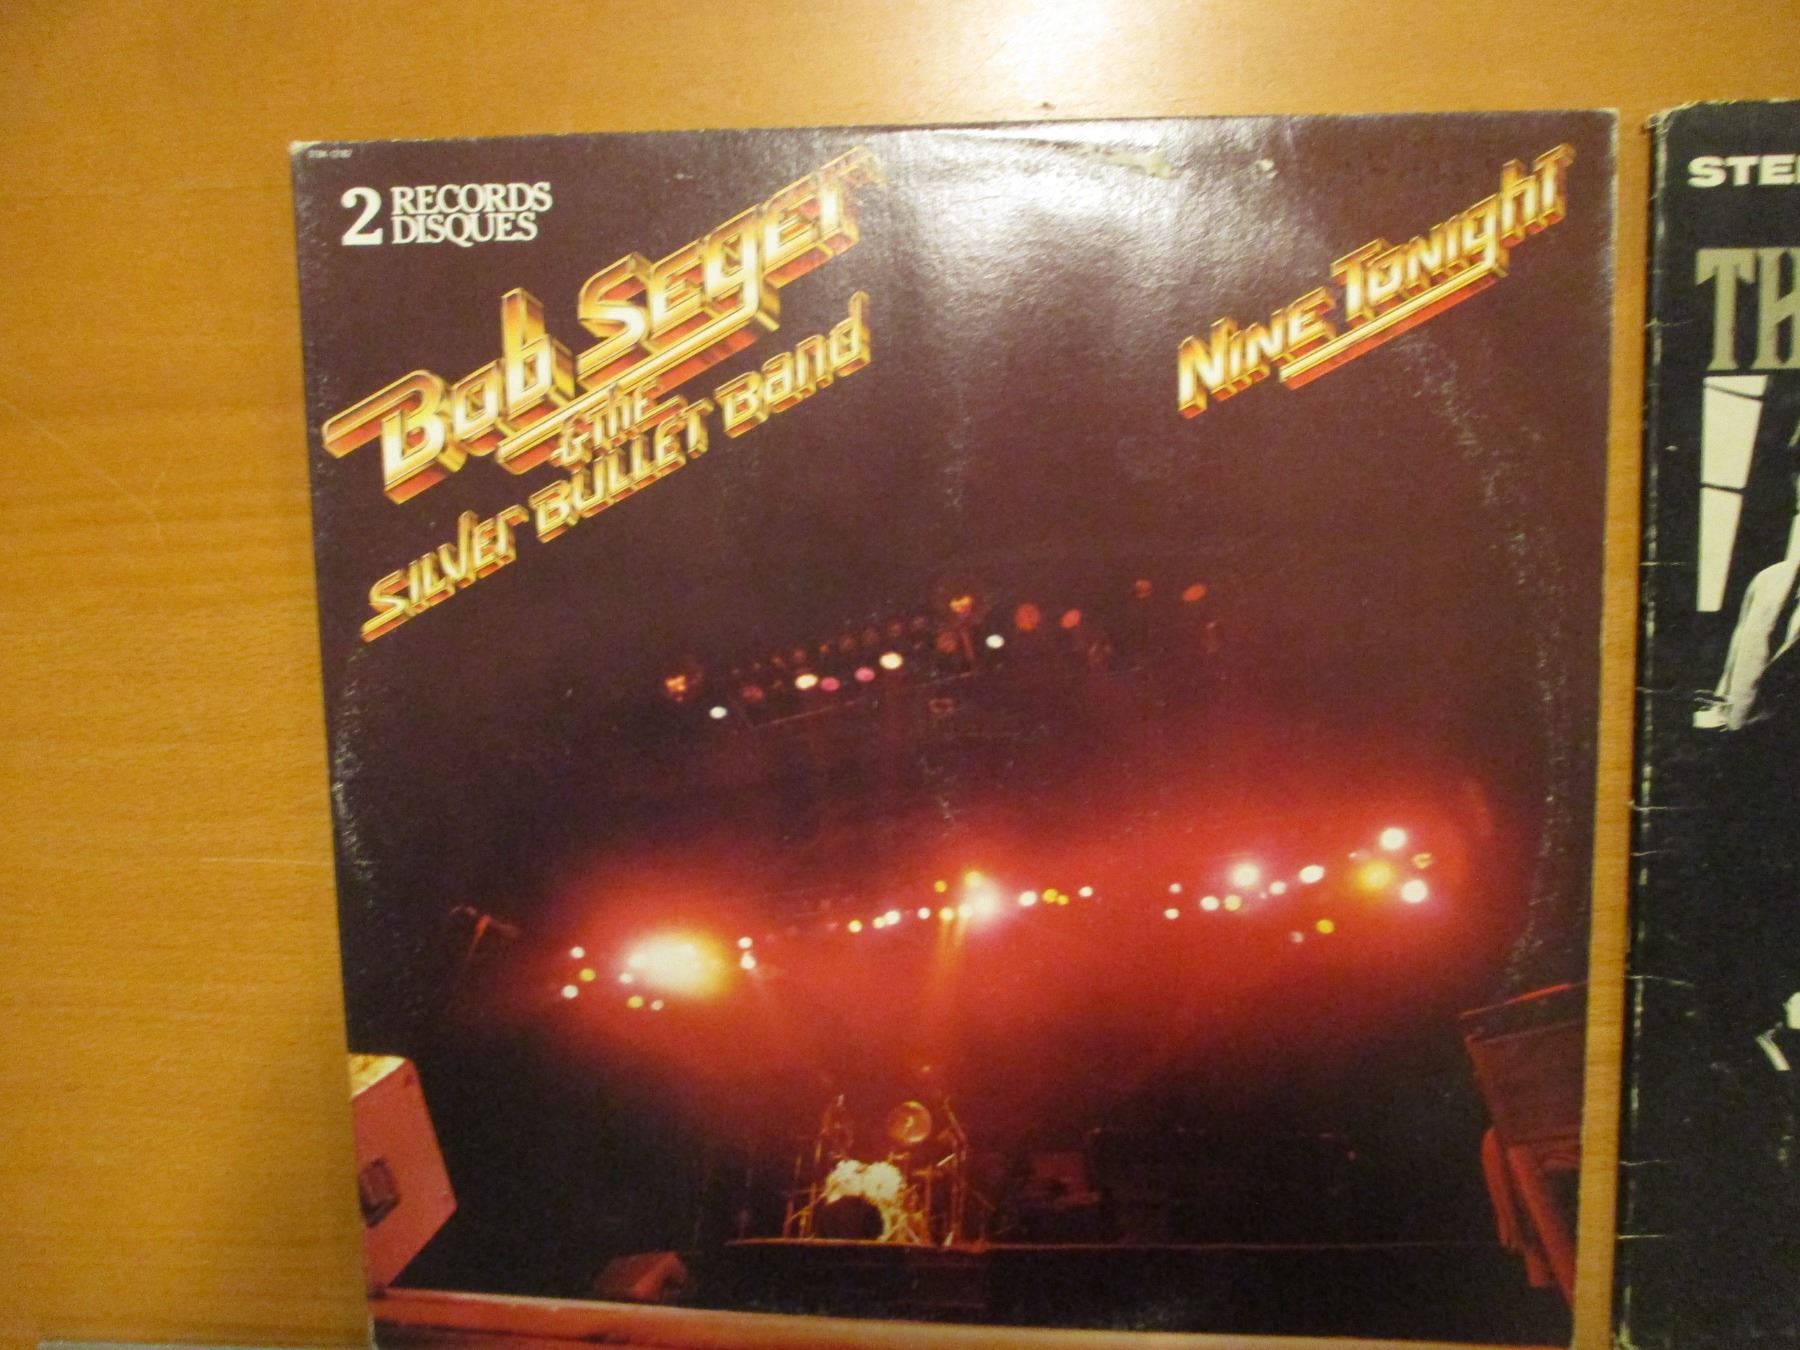 2 RECORDS
DISQUES
Bob Seger
& THE
SILVER BULLET Band
NINE TONIGHT
STE
TH